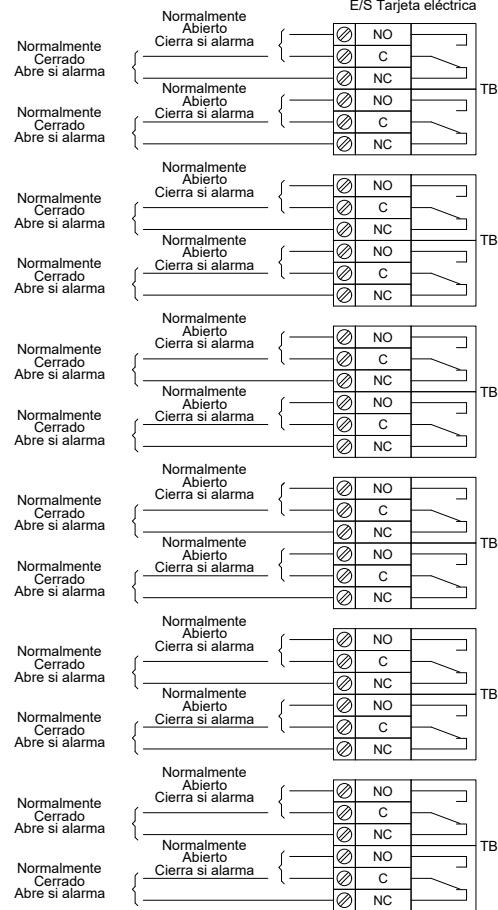 E/S Tarjeta eléctrica
Normalmente
Abierto
Cierra si alarma
NO
Normalmente
Cerrado
Abre si alarma
C
NC
TB
Normalmente
Abierto
Cierra si alarma
NO
Normalmente
Cerrado
Abre si alarma
C
NC
Normalmente
Abierto
Cierra si alarma
NO
Normalmente
Cerrado
Abre si alarma
C
NC
TB
Normalmente
Abierto
Cierra si alarma
NO
Normalmente
Cerrado
Abre si alarma
C
NC
Normalmente
Abierto
Cierra si alarma
NO
Normalmente
Cerrado
Abre si alarma
C
NC
TB
Normalmente
Abierto
Cierra si alarma
NO
Normalmente
Cerrado
Abre si alarma
C
NC
Normalmente
Abierto
Cierra si alarma
NO
Normalmente
Cerrado
Abre si alarma
C
NC
TB
Normalmente
Abierto
Cierra si alarma
NO
Normalmente
Cerrado
Abre si alarma
C
NC
Normalmente
Abierto
Cierra si alarma
NO
Normalmente
Cerrado
Abre si alarma
C
NC
TB
Normalmente
Abierto
Cierra si alarma
NO
Normalmente
Cerrado
Abre si alarma
C
NC
Normalmente
Abierto
Cierra si alarma
NO
Normalmente
Cerrado
Abre si alarma
C
NC
TB
Normalmente
Abierto
Cierra si alarma
NO
Normalmente
Cerrado
Abre si alarma
C
NC